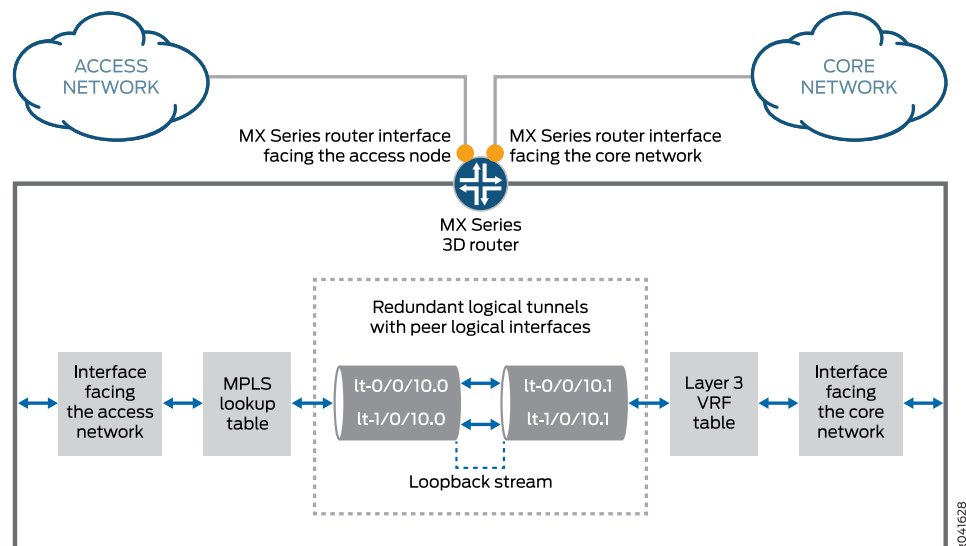 ACCESS
NETWORK
CORE
NETWORK
MX Series router interface
facing the access node
MX Series router interface
facing the core network
MX Series
3D router
Redundant logical tunnels
with peer logical interfaces
Interface
facing
the access
network
MPLS
lookup
table
lt-0/0/10.0
lt-1/0/10.0
lt-0/0/10.1
lt-1/0/10.1
Layer 3
VRF
table
Interface
facing
the core
network
Loopback stream
g041628